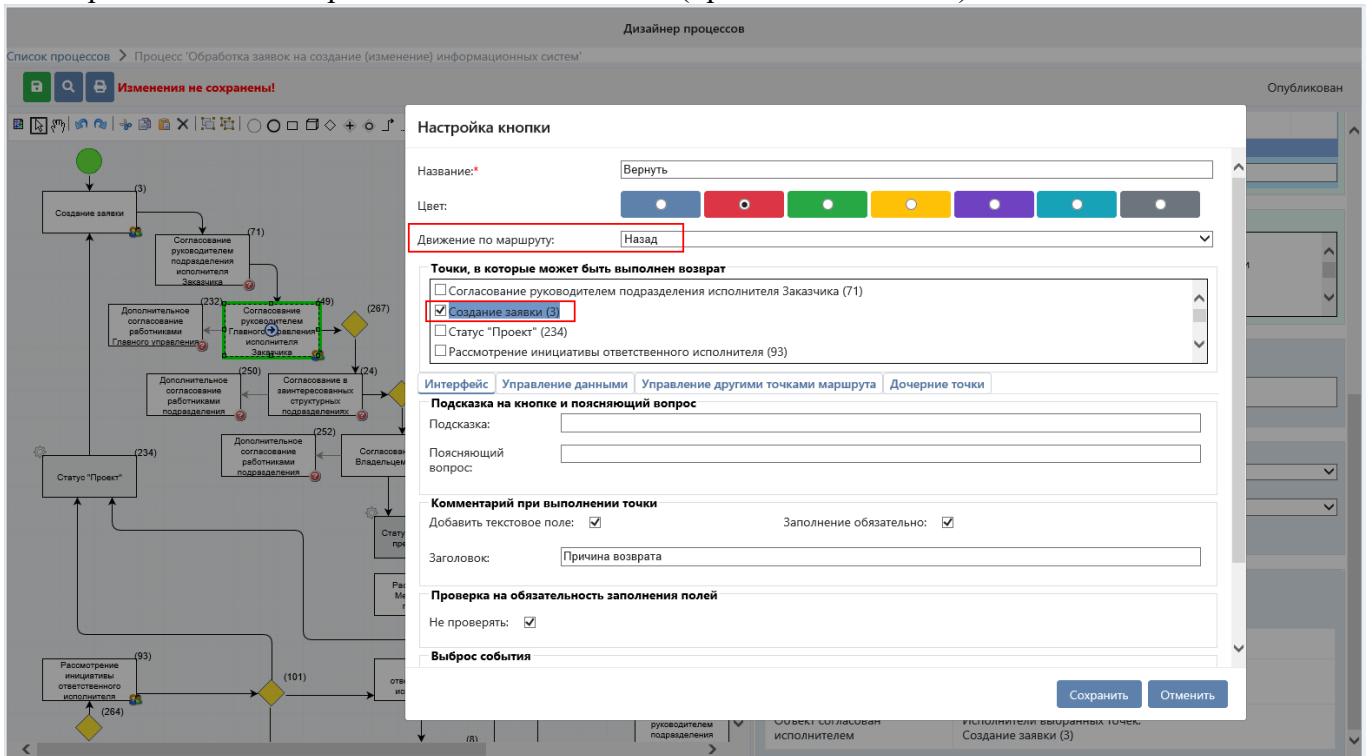 Дизайнер процессов
Список процессов > Процесс 'Обработка заявок на создание (изменение) информационных систем'
Изменения не сохранены!
Опубликован
Настройка кнопки
Название:*
Вернуть
Цвет:
Движение по маршруту:
Назад
Точки, в которые может быть выполнен возврат
Согласование руководителем подразделения исполнителя Заказчика (71)
Создание заявки (3)
Статус "Проект" (234)
Рассмотрение инициативы ответственного исполнителя (93)
Интерфейс
Управление данными
Управление другими точками маршрута
Дочерние точки
Подсказка на кнопке и поясняющий вопрос
Подсказка:
Поясняющий
вопрос:
Комментарий при выполнении точки
Добавить текстовое поле:
Заполнение обязательно:
Заголовок:
Причина возврата
Проверка на обязательность заполнения полей
Не проверять:
Выброс события
Сохранить
Отменить
(3)
Создание заявки
(71)
Согласование
руководителем
подразделения
исполнителя
Заказчика
(232)
Дополнительное
согласование
работниками
Главного управления
(49)
Согласование
руководителем
Главного управления
исполнителя
Заказчика
(267)
(250)
Дополнительное
согласование
работниками
подразделения
(24)
Согласование в
заинтересованных
структурных
подразделениях
(252)
Дополнительное
согласование
работниками
подразделения
(234)
Статус "Проект"
(93)
Рассмотрение
инициативы
ответственного
исполнителя
(101)
(264)
(8)
руководителем
подразделения
Объект согласован
исполнителем
Исполнители выбранных точек:
Создание заявки (3)